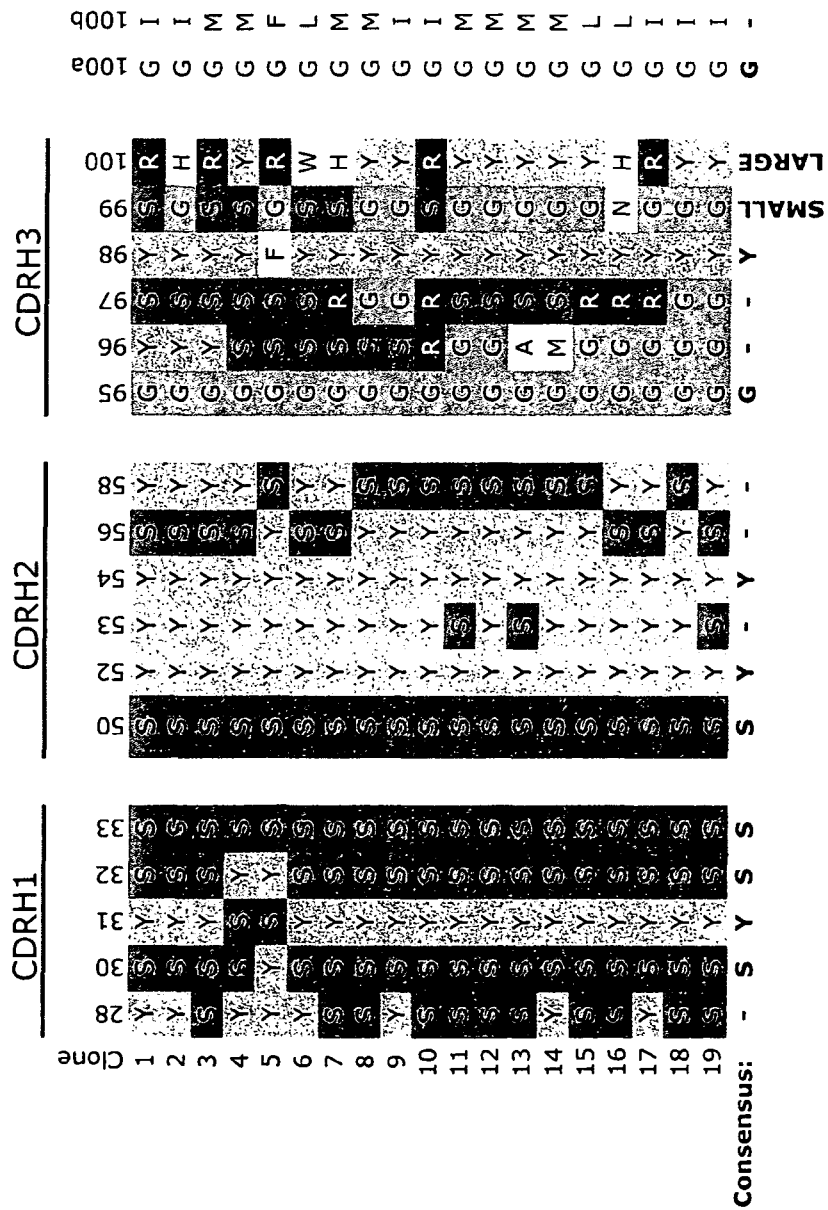 CDRH1 CDRH2 CDRH3
Clone 28 30 31 32 33 50 52 53 54 56 58 95 96 97 98 99 100 100a 100b
1 Y S Y S S S Y Y Y S Y G Y S Y S R G I
2 Y S Y S S S Y Y Y S Y G Y S Y G H G I
3 S S Y S S S Y Y Y S Y G Y S Y S R G M
4 Y S S Y S S Y Y Y S Y G S S Y S Y G M
5 Y Y S Y S S Y Y Y Y S G S S F G R G F
6 Y S Y S S S Y Y Y S Y G S S Y S W G L
7 S S Y S S S Y Y Y S Y G S R Y S H G M
8 S S Y S S S Y Y Y Y S G S G Y G Y G M
9 Y S Y S S S Y Y Y Y S G S G Y G Y G I
10 S S Y S S S Y Y Y Y S G R R Y S R G I
11 S S Y S S S Y S Y Y S G G S Y G Y G M
12 S S Y S S S Y Y Y Y S G G S Y G Y G M
13 S S Y S S S Y S Y Y S G A S Y G Y G M
14 Y S Y S S S Y Y Y Y S G M S Y G Y G M
15 S S Y S S S Y Y Y Y S G G R Y G Y G L
16 S S Y S S S Y Y Y S Y G G R Y N H G L
17 Y S Y S S S Y Y Y S Y G G R Y G R G I
18 S S Y S S S Y Y Y Y S G G G Y G Y G I
19 S S Y S S S Y S Y S Y G G G Y G Y G I
Consensus: - S Y S S S Y - Y - - G - - Y SMALL LARGE G -